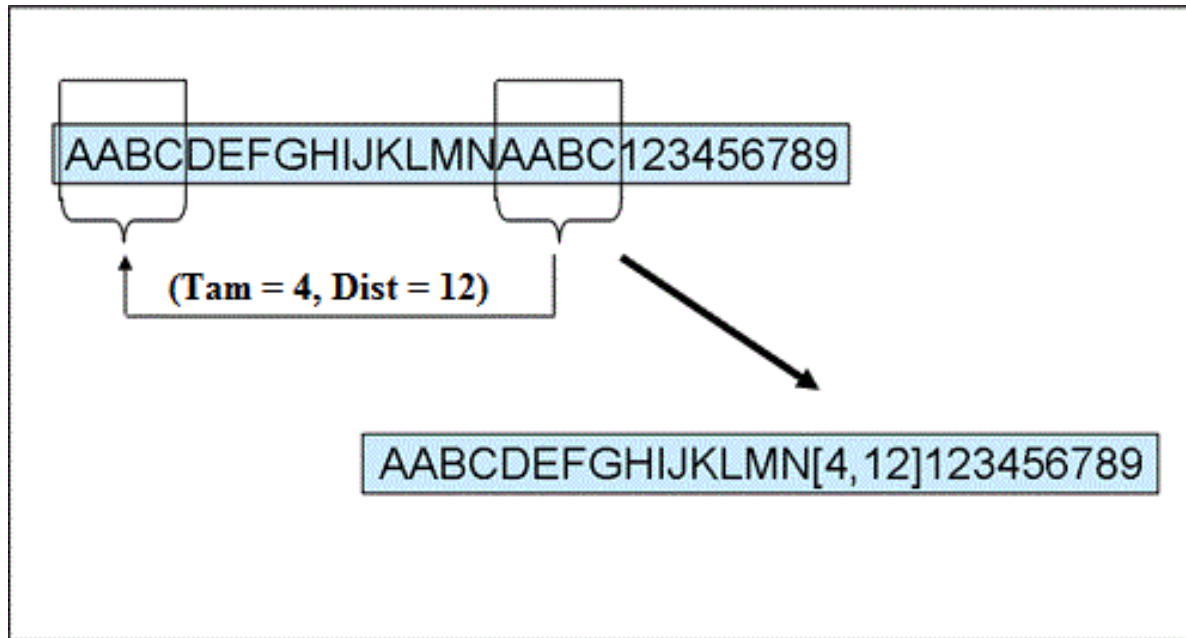 AABCDEFGHIJKLMNAABC123456789
(Tam = 4, Dist = 12)
AABCDEFGHIJKLMN[4,12]123456789